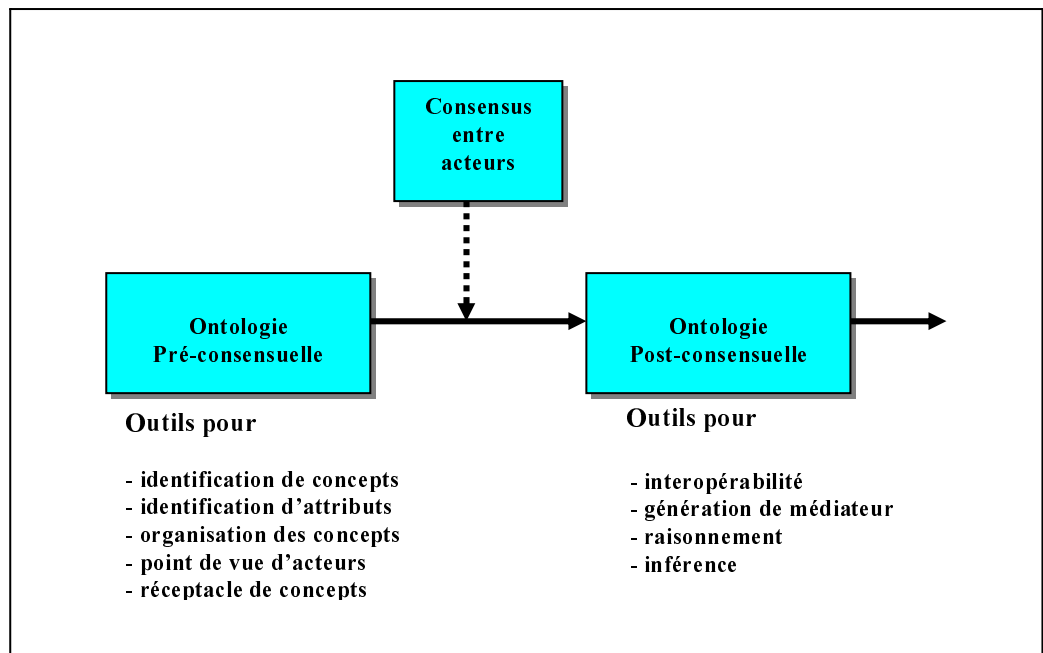 Consensus
entre
acteurs
Ontologie
Pré-consensuelle
Ontologie
Post-consensuelle
Outils pour
- identification de concepts
- identification d'attributs
- organisation des concepts
- point de vue d'acteurs
- réceptacle de concepts
Outils pour
- interopérabilité
- génération de médiateur
- raisonnement
- inférence